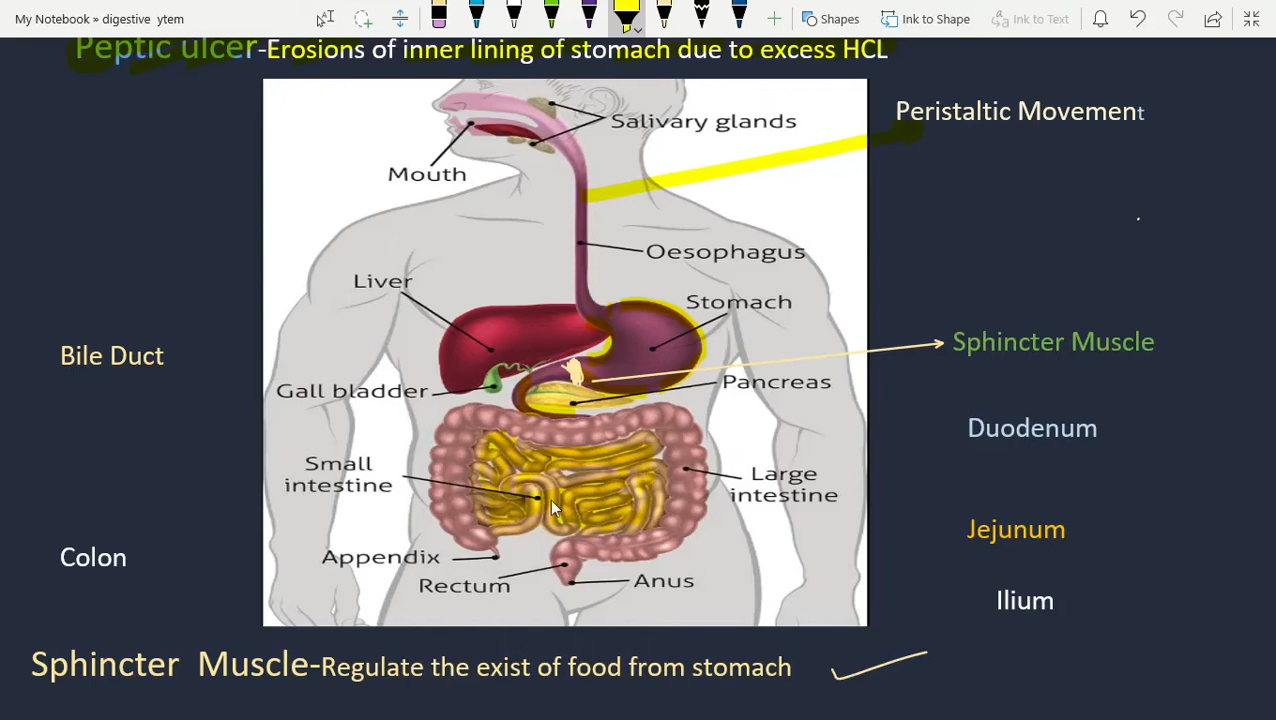 My Notebook » digestive ytem
Shapes
Ink to Shape
Ink to Text
Peptic ulcer-Erosions of inner lining of stomach due to excess HCL
Peristaltic Movement
Salivary glands
Mouth
Oesophagus
Liver
Stomach
Sphincter Muscle
Bile Duct
Gall bladder
Pancreas
Duodenum
Small
intestine
Large
intestine
Jejunum
Colon
Appendix
Rectum
Anus
Ilium
Sphincter Muscle-Regulate the exist of food from stomach